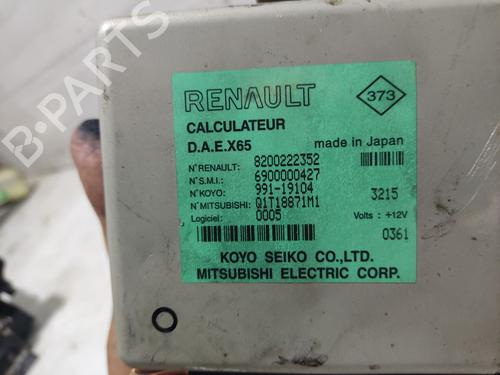 RENAULT
373
CALCULATEUR
D.A.E.X65 made in Japan
N° RENAULT: 8200222352
N° S.M.I.: 6900000427
N° KOYO: 991-19104 3215
N° MITSUBISHI: Q1T18871M1
Logiciel: 0005 Volts : +12V
0361
KOYO SEIKO CO.,LTD.
MITSUBISHI ELECTRIC CORP.